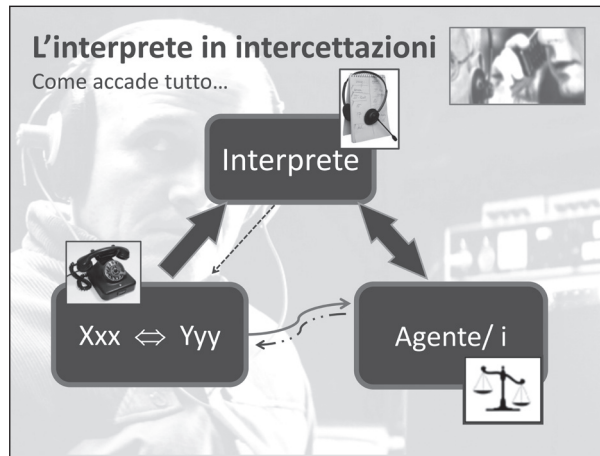 L’interprete in intercettazioni
Come accade tutto…
Interprete
Xxx ⇔ Yyy
Agente/ i